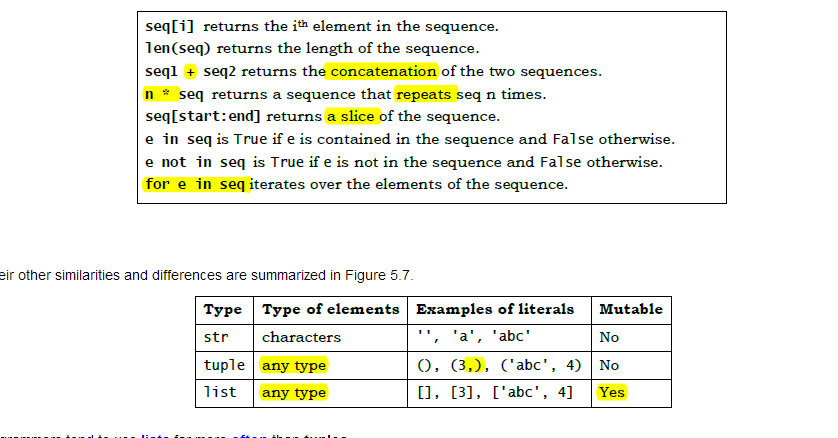 seq[i] returns the ith element in the sequence.
len(seq) returns the length of the sequence.
seq1 + seq2 returns the concatenation of the two sequences.
n * seq returns a sequence that repeats seq n times.
seq[start:end] returns a slice of the sequence.
e in seq is True if e is contained in the sequence and False otherwise.
e not in seq is True if e is not in the sequence and False otherwise.
for e in seq iterates over the elements of the sequence.
eir other similarities and differences are summarized in Figure 5.7.
Type Type of elements Examples of literals Mutable
str characters '', 'a', 'abc' No
tuple any type (), (3,), ('abc', 4) No
list any type [], [3], ['abc', 4] Yes